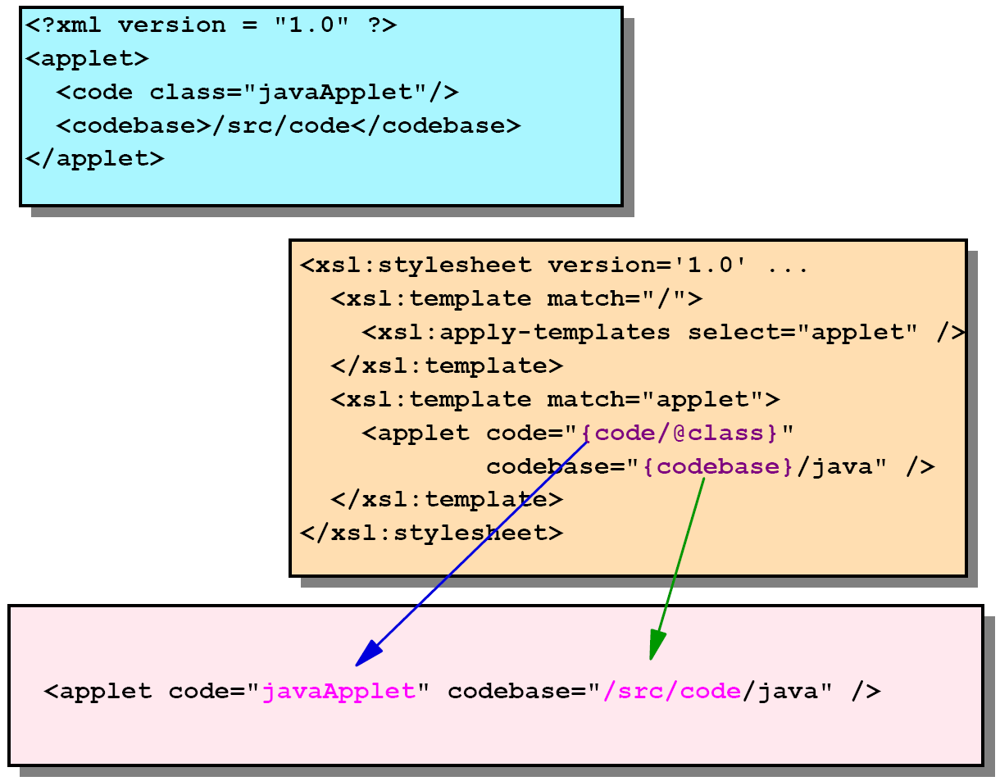 <?xml version = "1.0" ?>
<applet>
  <code class="javaApplet"/>
  <codebase>/src/code</codebase>
</applet>
<xsl:stylesheet version='1.0' ...
  <xsl:template match="/">
    <xsl:apply-templates select="applet" />
  </xsl:template>
  <xsl:template match="applet">
    <applet code="{code/@class}"
            codebase="{codebase}/java" />
  </xsl:template>
</xsl:stylesheet>
<applet code="javaApplet" codebase="/src/code/java" />